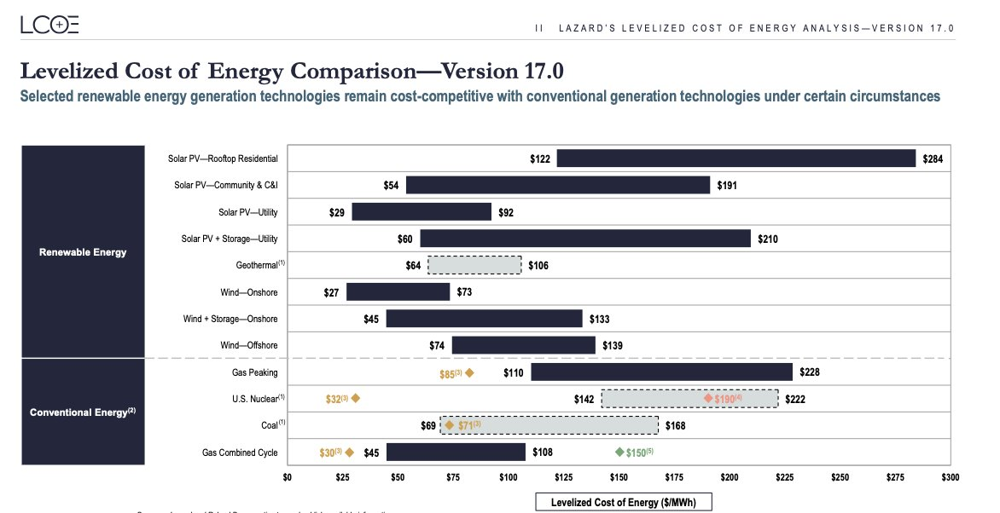 LCOE
II LAZARD'S LEVELIZED COST OF ENERGY ANALYSIS—VERSION 17.0
Levelized Cost of Energy Comparison—Version 17.0
Selected renewable energy generation technologies remain cost-competitive with conventional generation technologies under certain circumstances
Renewable Energy
Solar PV—Rooftop Residential $122 $284
Solar PV—Community & C&I $54 $191
Solar PV—Utility $29 $92
Solar PV + Storage—Utility $60 $210
Geothermal(1) $64 $106
Wind—Onshore $27 $73
Wind + Storage—Onshore $45 $133
Wind—Offshore $74 $139
Conventional Energy(2)
Gas Peaking $85(3) $110 $228
U.S. Nuclear(1) $32(3) $142 $190(4) $222
Coal(1) $69 $71(3) $168
Gas Combined Cycle $30(3) $45 $108 $150(5)
$0 $25 $50 $75 $100 $125 $150 $175 $200 $225 $250 $275 $300
Levelized Cost of Energy ($/MWh)